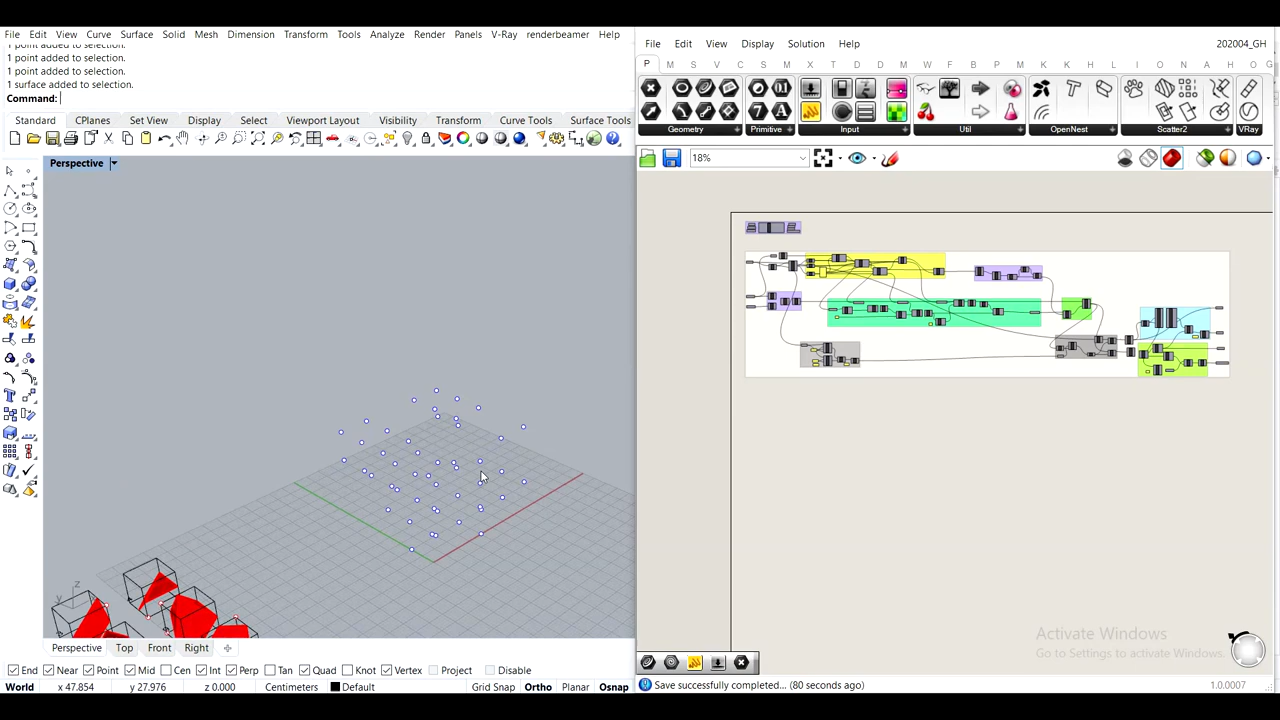 File Edit View Curve Surface Solid Mesh Dimension Transform Tools Analyze Render Panels V-Ray renderbeamer Help
1 point added to selection.
1 point added to selection.
1 point added to selection.
1 surface added to selection.
Command:
Standard CPlanes Set View Display Select Viewport Layout Visibility Transform Curve Tools Surface Tools
Perspective
z
y
Perspective Top Front Right
End Near Point Mid Cen Int Perp Tan Quad Knot Vertex Project Disable
World x 47.854 y 27.976 z 0.000 Centimeters Default Grid Snap Ortho Planar Osnap
File Edit View Display Solution Help 202004_GH
P M S V C S M I X T D A D A M K K L H L I O N A H O
Geometry Primitive Input Util OpenNest Scatter2 VRay
18%
Activate Windows
Go to Settings to activate Windows.
Save successfully completed... (80 seconds ago) 1.0.0007